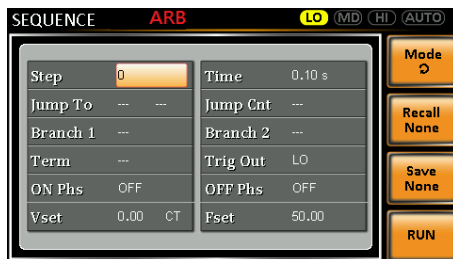 SEQUENCE ARB LO MD HI AUTO
Mode
Step 0 Time 0.10 s
Jump To --- --- Jump Cnt ---
Recall
None
Branch 1 --- Branch 2 ---
Term --- Trig Out LO
Save
None
ON Phs OFF OFF Phs OFF
Vset 0.00 CT Fset 50.00
RUN